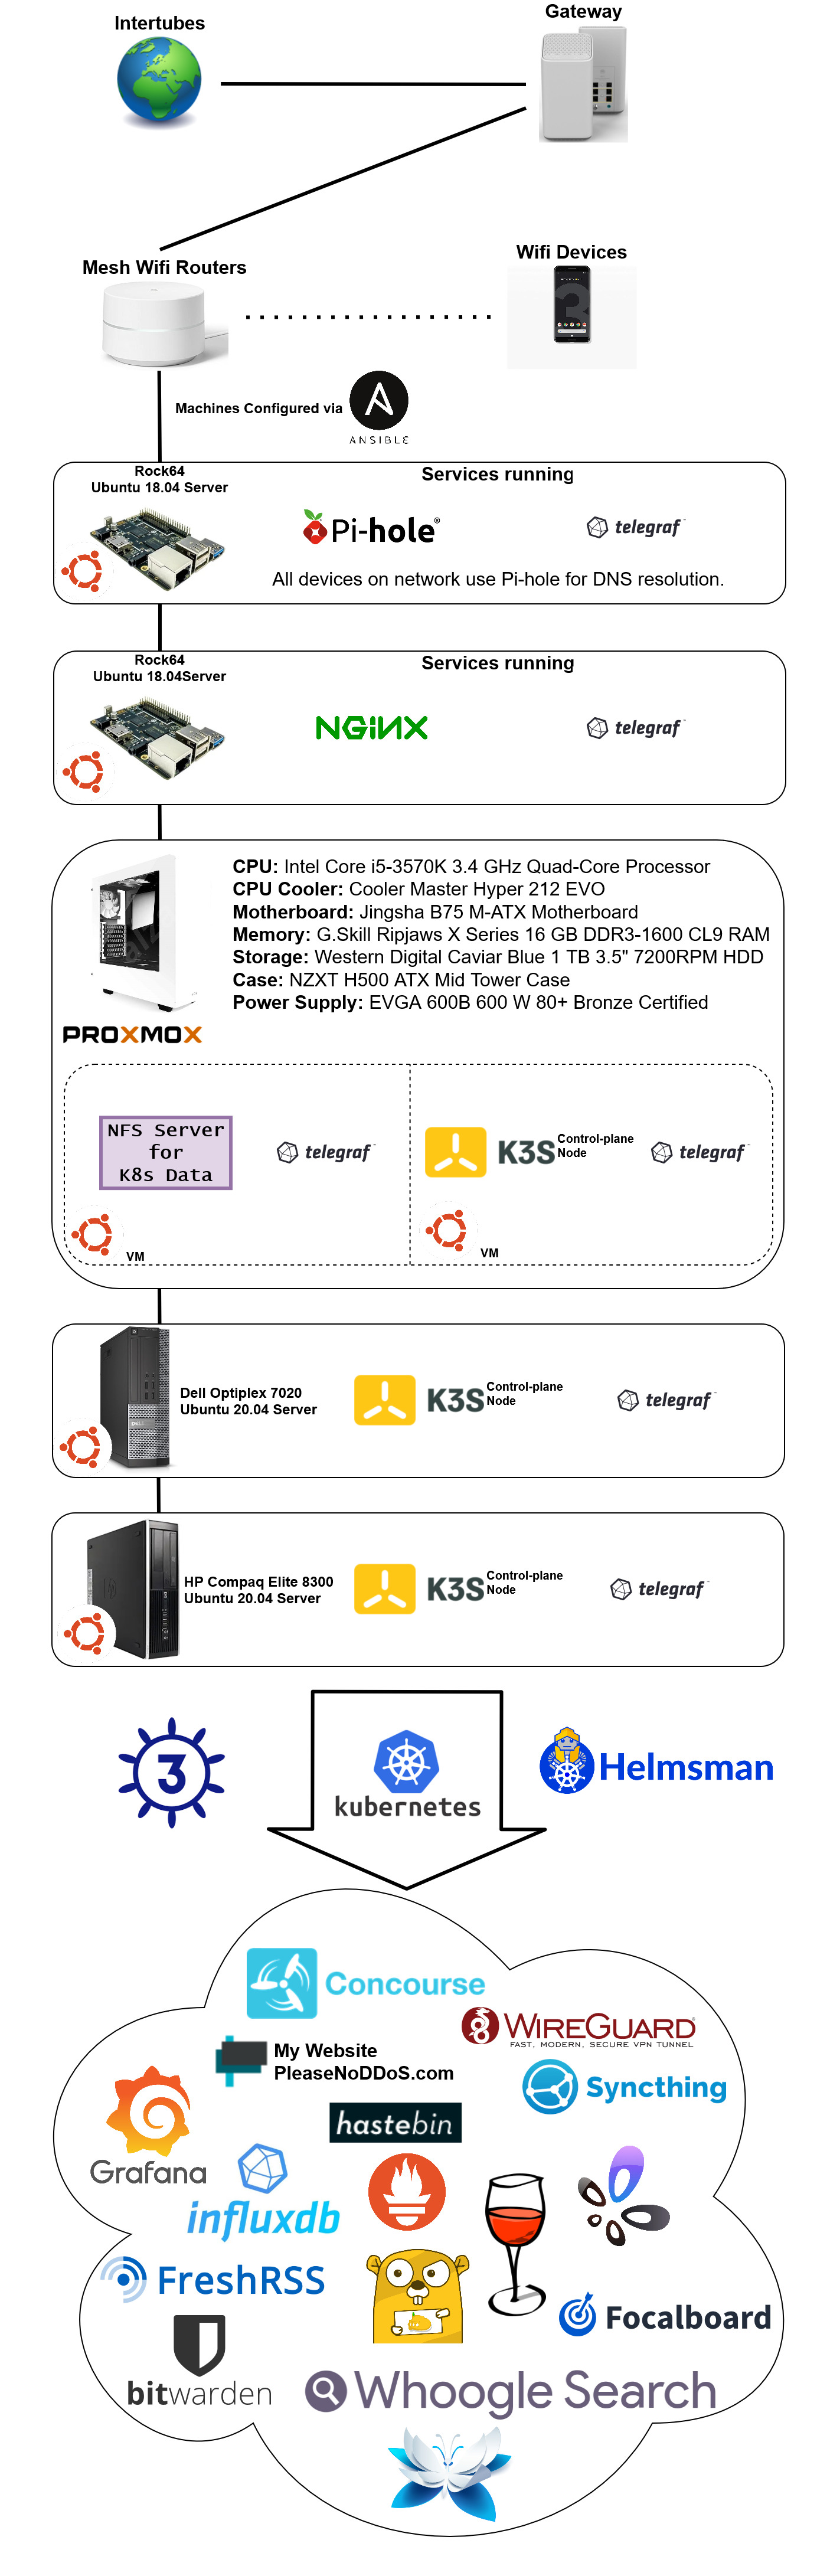 Intertubes
Gateway
Mesh Wifi Routers
Wifi Devices
3
Machines Configured via
ANSIBLE
Rock64
Ubuntu 18.04 Server
Services running
Pi-hole®
telegraf
All devices on network use Pi-hole for DNS resolution.
Rock64
Ubuntu 18.04Server
Services running
NGINX
telegraf
CPU: Intel Core i5-3570K 3.4 GHz Quad-Core Processor
CPU Cooler: Cooler Master Hyper 212 EVO
Motherboard: Jingsha B75 M-ATX Motherboard
Memory: G.Skill Ripjaws X Series 16 GB DDR3-1600 CL9 RAM
Storage: Western Digital Caviar Blue 1 TB 3.5" 7200RPM HDD
Case: NZXT H500 ATX Mid Tower Case
Power Supply: EVGA 600B 600 W 80+ Bronze Certified
PROXMOX
NFS Server
for
K8s Data
telegraf
VM
K3S
Control-plane
Node
telegraf
VM
Dell Optiplex 7020
Ubuntu 20.04 Server
K3S
Control-plane
Node
telegraf
HP Compaq Elite 8300
Ubuntu 20.04 Server
K3S
Control-plane
Node
telegraf
3
kubernetes
Helmsman
Concourse
WIREGUARD
FAST, MODERN, SECURE VPN TUNNEL
My Website
PleaseNoDDoS.com
Syncthing
hastebin
Grafana
influxdb
FreshRSS
Focalboard
bitwarden
Whoogle Search